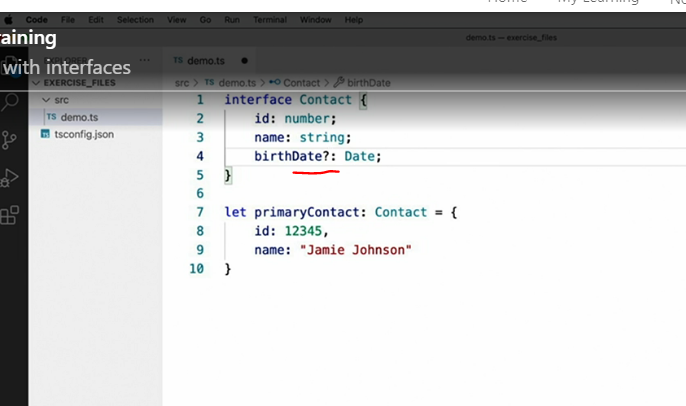 My Learning
Code File Edit Selection View Go Run Terminal Window Help
demo.ts — exercise_files
aining
with interfaces
TS demo.ts ●
EXERCISE_FILES
src > TS demo.ts > Contact > birthDate
src
TS demo.ts
tsconfig.json
1 interface Contact {
2 id: number;
3 name: string;
4 birthDate?: Date;
5 }
6
7 let primaryContact: Contact = {
8 id: 12345,
9 name: "Jamie Johnson"
10 }